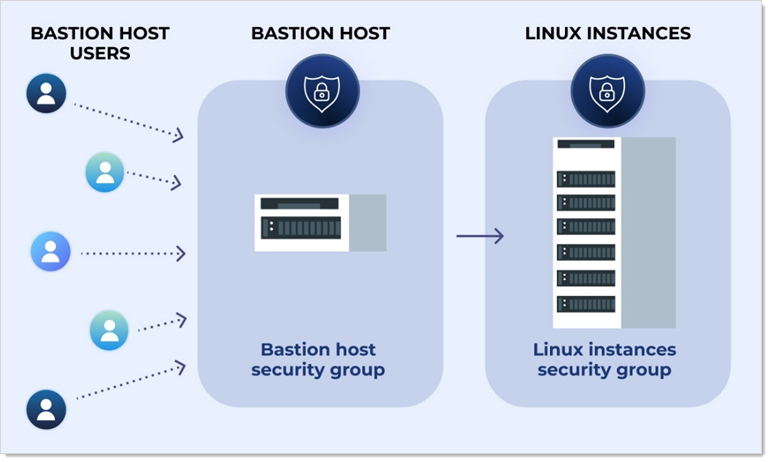 BASTION HOST
USERS
BASTION HOST
LINUX INSTANCES
Bastion host
security group
Linux instances
security group